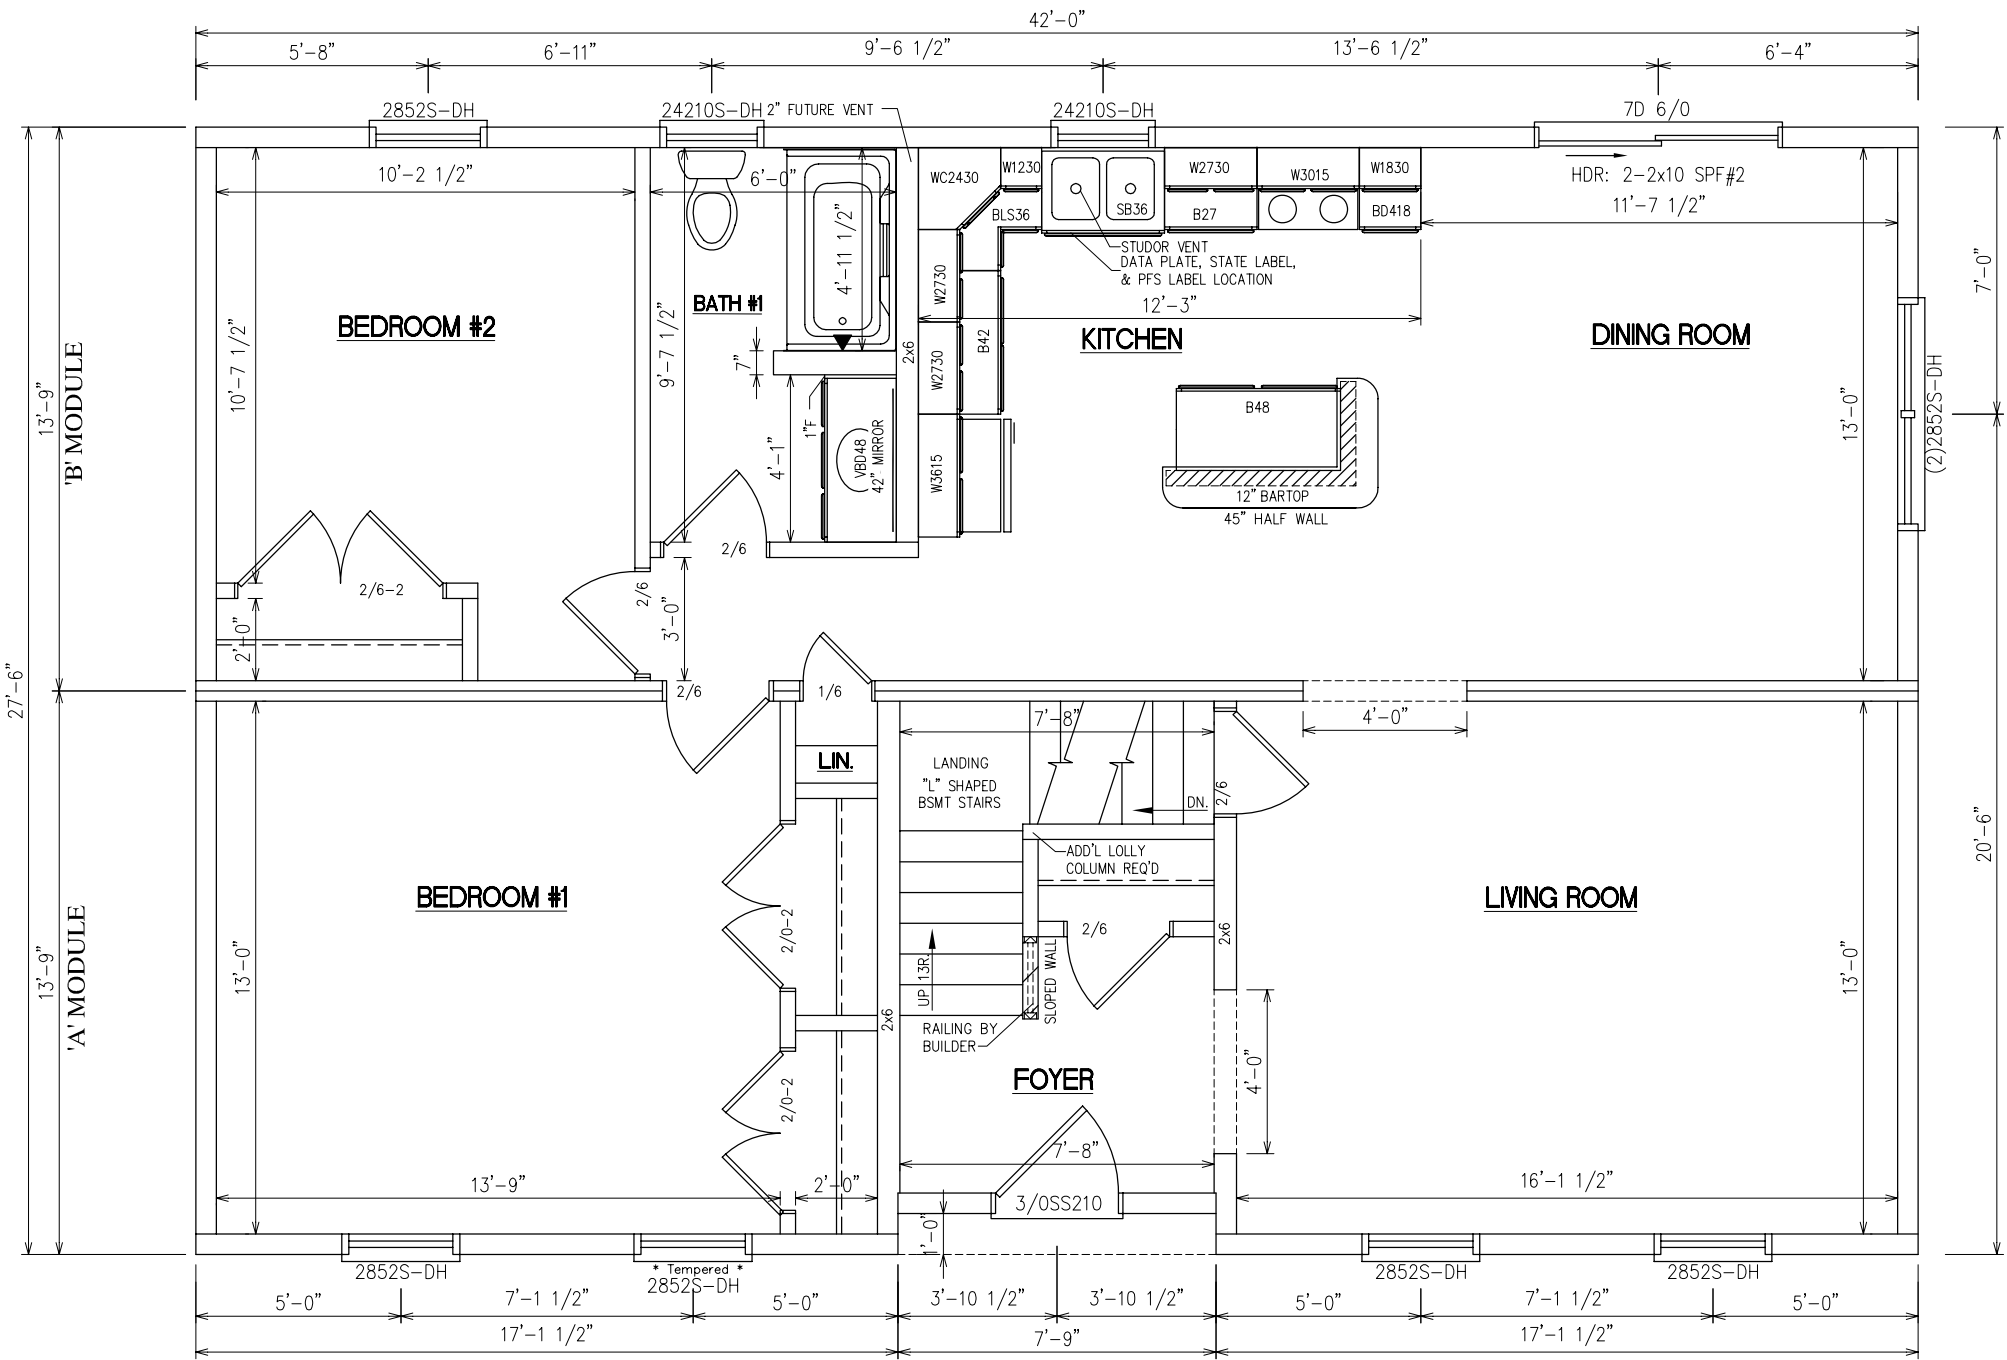 42'-0"
5'-8"
6'-11"
9'-6 1/2"
13'-6 1/2"
6'-4"
2852S-DH
24210S-DH
2" FUTURE VENT
24210S-DH
7D 6/0
10'-2 1/2"
6'-0"
WC2430
W1230
W2730
W3015
W1830
HDR: 2-2x10 SPF#2
BLS36
SB36
B27
BD418
11'-7 1/2"
4'-11 1/2"
STUDOR VENT
DATA PLATE, STATE LABEL,
& PFS LABEL LOCATION
7'-0"
W2730
12'-3"
BEDROOM #2
BATH #1
KITCHEN
DINING ROOM
10'-7 1/2"
9'-7 1/2"
7"
2x6
W2730
B42
(2)2852S-DH
13'-9"
'B' MODULE
1"F
4'-1"
VBD48
42" MIRROR
W3615
B48
13'-0"
12" BARTOP
45" HALF WALL
2/6
2/6-2
2/6
3'-0"
2'-0"
27'-6"
2/6
1/6
7'-8"
4'-0"
LIN.
LANDING
"L" SHAPED
BSMT STAIRS
DN.
2/6
ADD'L LOLLY
COLUMN REQ'D
20'-6"
BEDROOM #1
LIVING ROOM
2/0-2
2/6
2x6
13'-9"
'A' MODULE
13'-0"
UP 13R.
SLOPED WALL
13'-0"
2x6
RAILING BY
BUILDER
FOYER
4'-0"
2/0-2
7'-8"
13'-9"
2'-0"
16'-1 1/2"
3/0SS210
1'-0"
2852S-DH
* Tempered *
2852S-DH
2852S-DH
2852S-DH
5'-0"
7'-1 1/2"
5'-0"
3'-10 1/2"
3'-10 1/2"
5'-0"
7'-1 1/2"
5'-0"
17'-1 1/2"
7'-9"
17'-1 1/2"